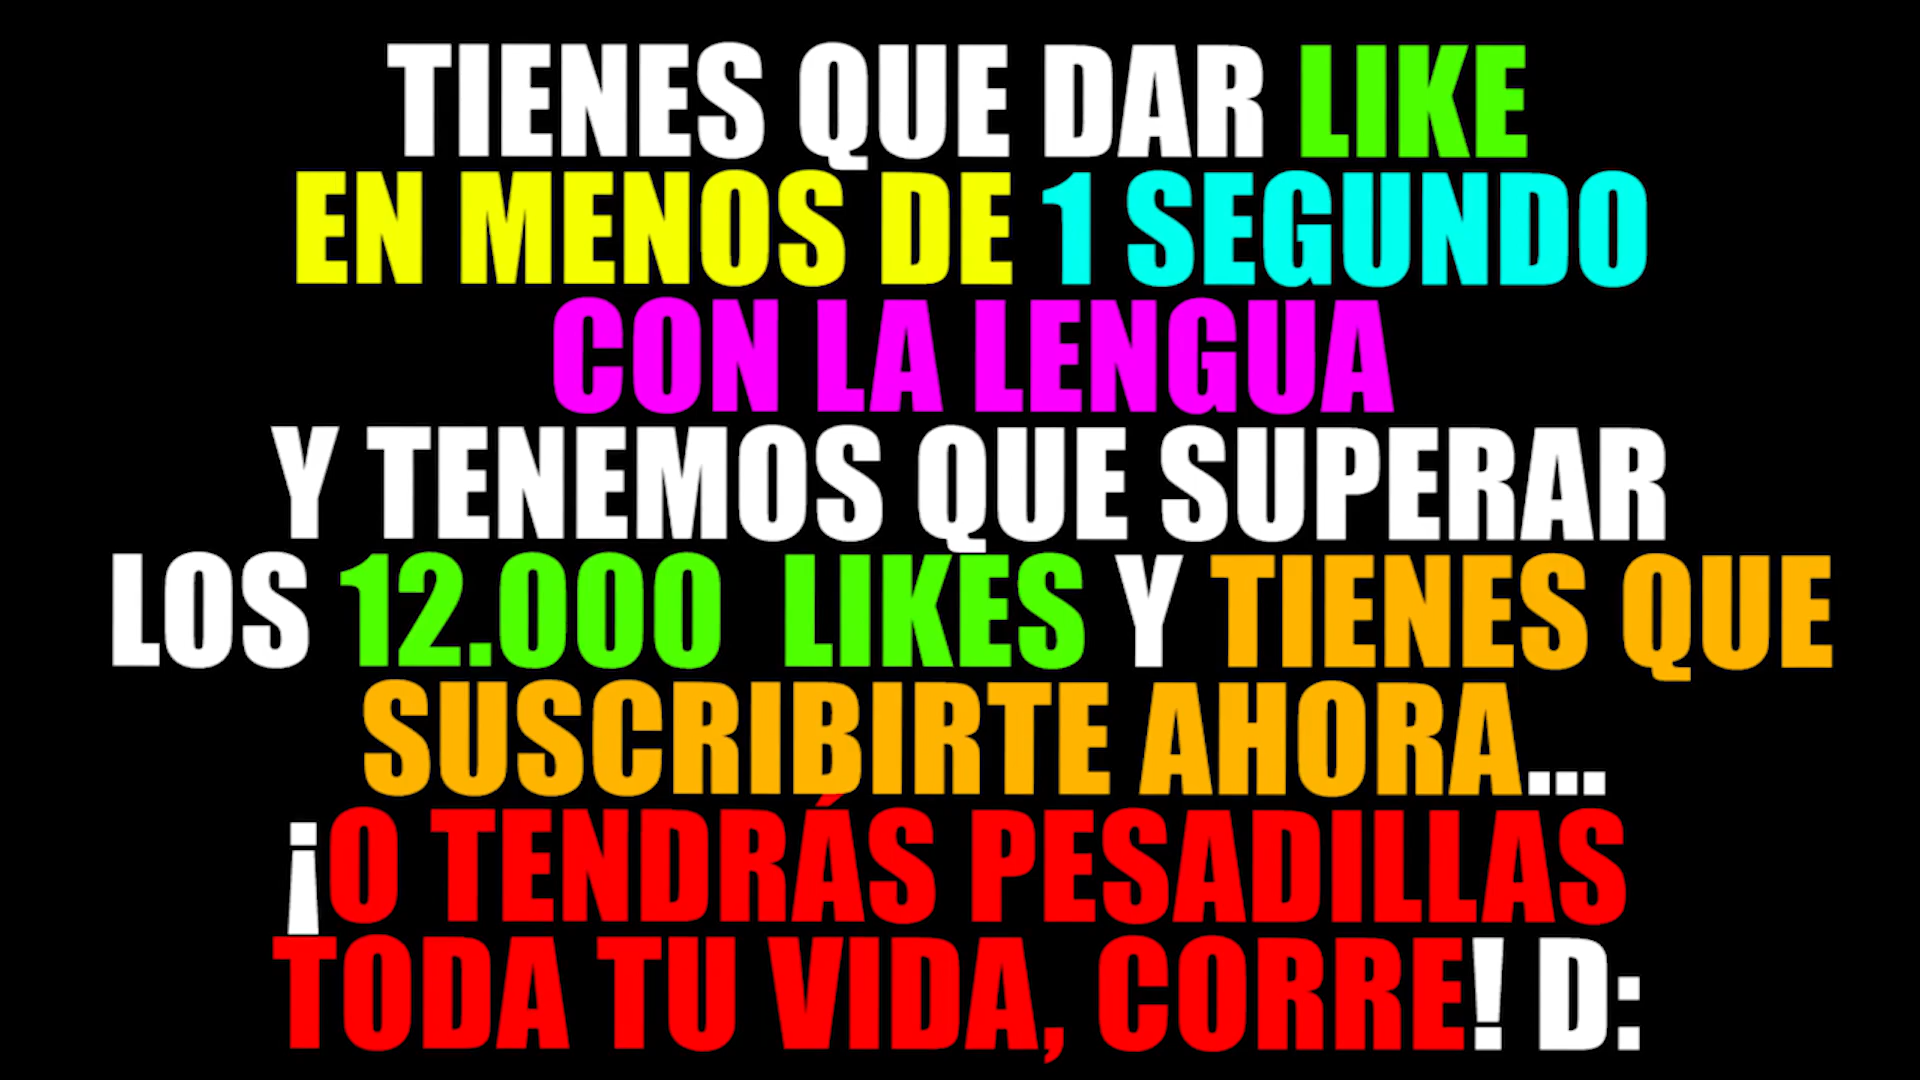 TIENES QUE DAR LIKE
EN MENOS DE 1 SEGUNDO
CON LA LENGUA
Y TENEMOS QUE SUPERAR
LOS 12.000 LIKES Y TIENES QUE
SUSCRIBIRTE AHORA...
¡O TENDRÁS PESADILLAS
TODA TU VIDA, CORRE! D: